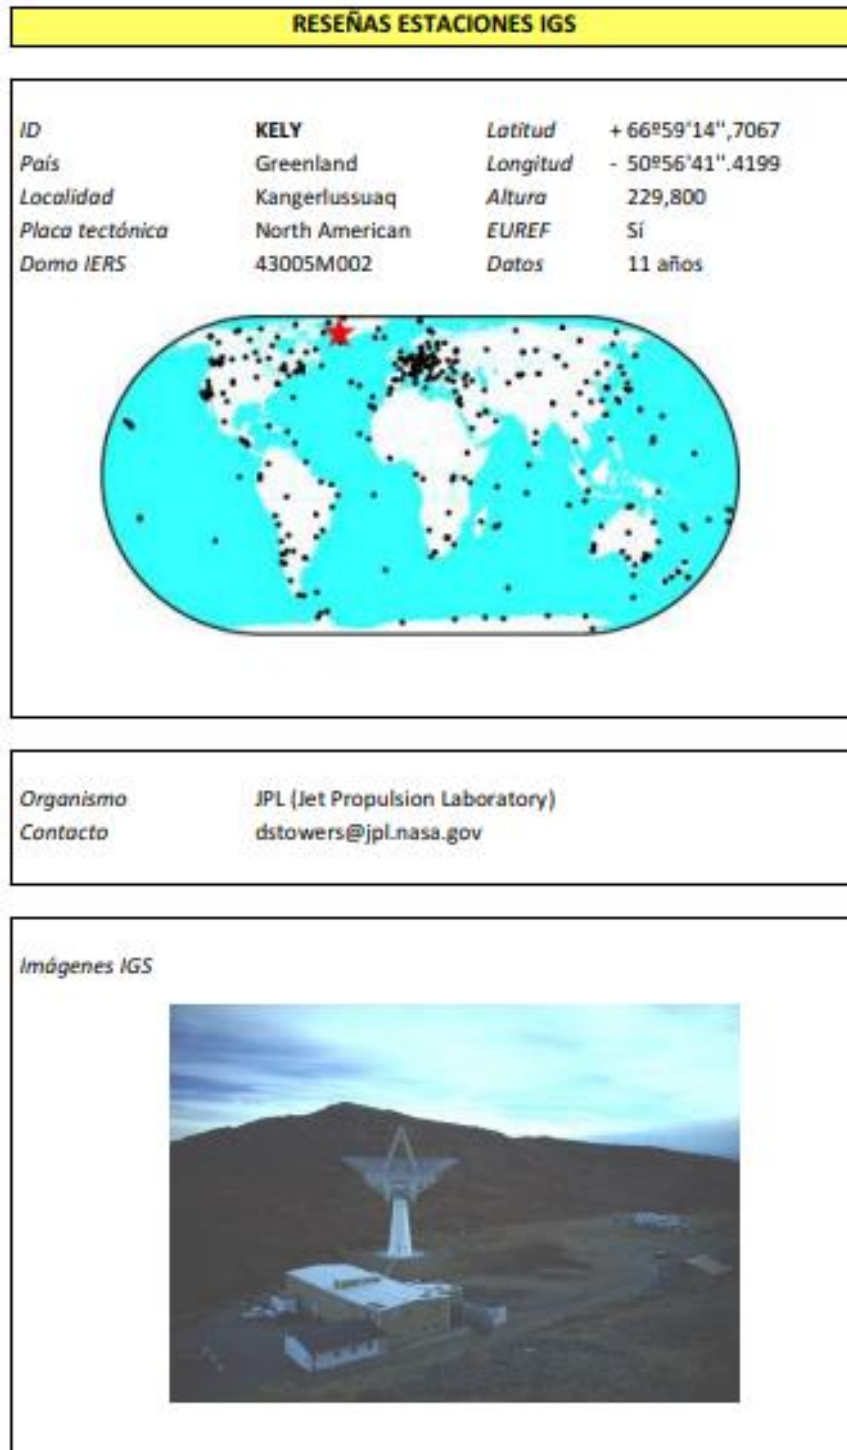 RESEÑAS ESTACIONES IGS
ID KELY Latitud + 66º59'14",7067
País Greenland Longitud - 50º56'41".4199
Localidad Kangerlussuaq Altura 229,800
Placa tectónica North American EUREF Sí
Domo IERS 43005M002 Datos 11 años
Organismo JPL (Jet Propulsion Laboratory)
Contacto dstowers@jpl.nasa.gov
Imágenes IGS